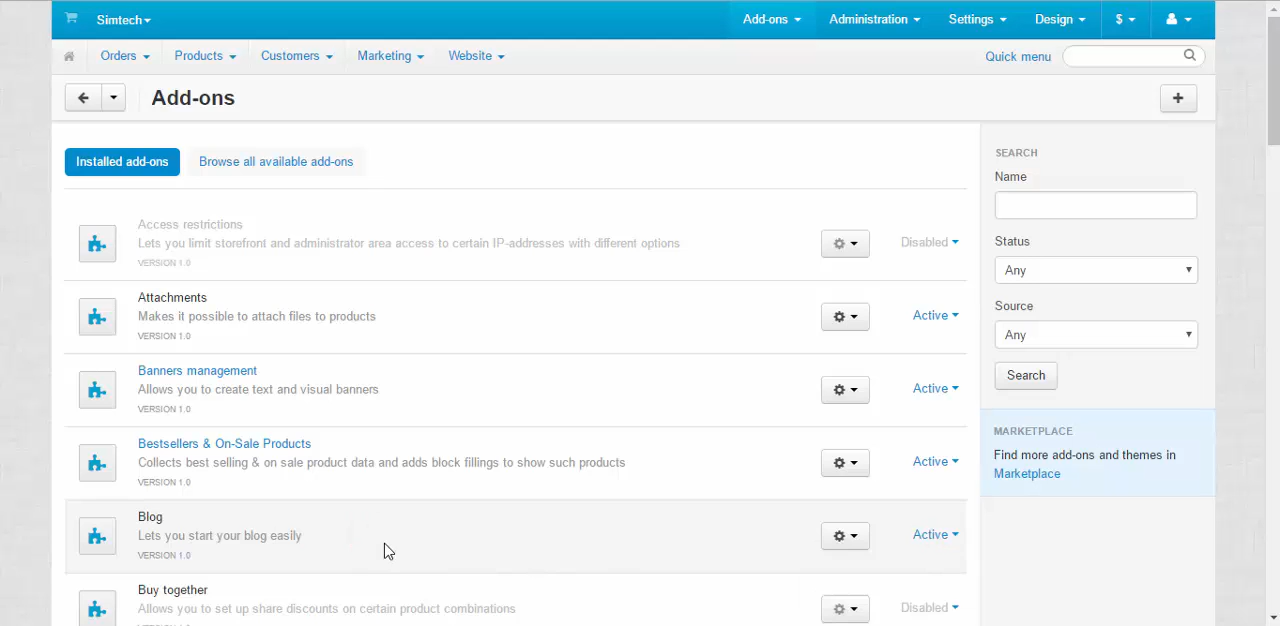 Simtech
Add-ons
Administration
Settings
Design
$
Orders
Products
Customers
Marketing
Website
Quick menu
Add-ons
+
Installed add-ons
Browse all available add-ons
Access restrictions
Lets you limit storefront and administrator area access to certain IP-addresses with different options
VERSION 1.0
Disabled
Attachments
Makes it possible to attach files to products
VERSION 1.0
Active
Banners management
Allows you to create text and visual banners
VERSION 1.0
Active
Bestsellers & On-Sale Products
Collects best selling & on sale product data and adds block fillings to show such products
VERSION 1.0
Active
Blog
Lets you start your blog easily
VERSION 1.0
Active
Buy together
Allows you to set up share discounts on certain product combinations
Disabled
SEARCH
Name
Status
Any
Source
Any
Search
MARKETPLACE
Find more add-ons and themes in
Marketplace